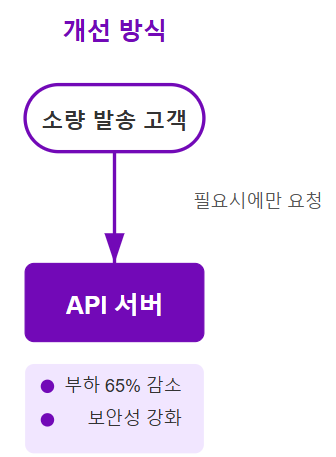 개선 방식
소량 발송 고객
필요시에만 요청
API 서버
부하 65% 감소
보안성 강화